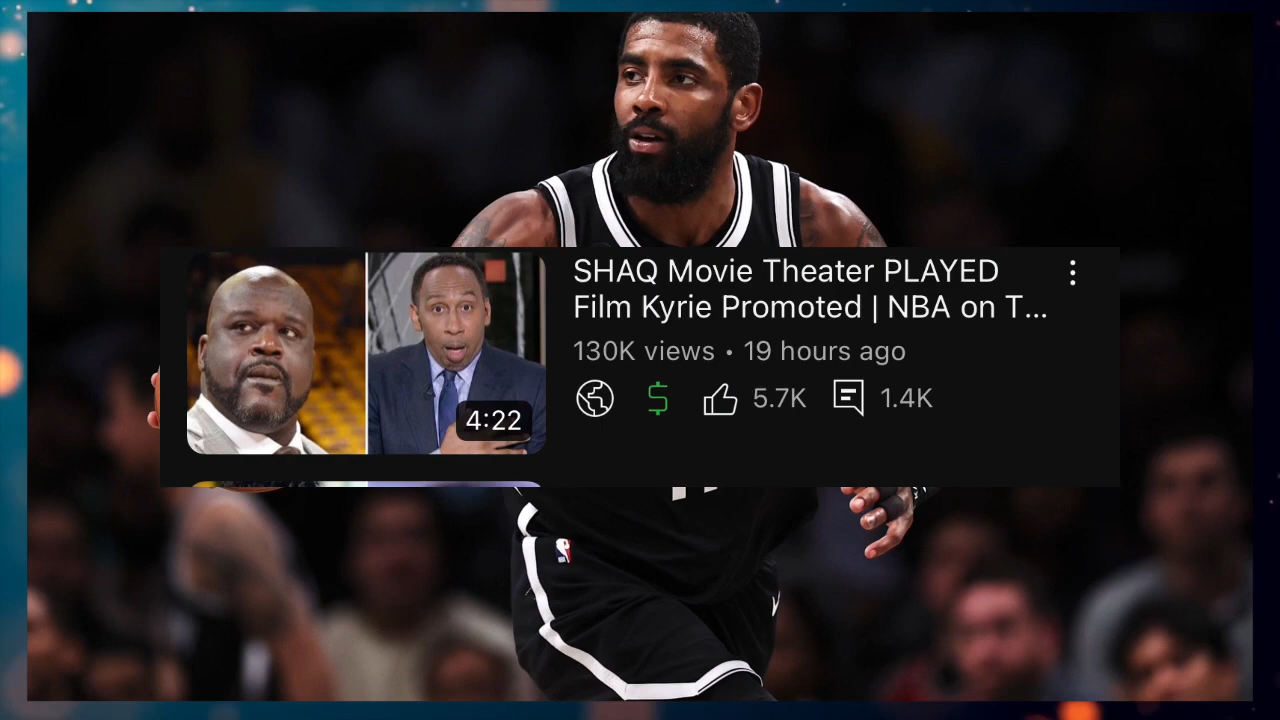 SHAQ Movie Theater PLAYED
Film Kyrie Promoted | NBA on T...
130K views • 19 hours ago
4:22
5.7K
1.4K